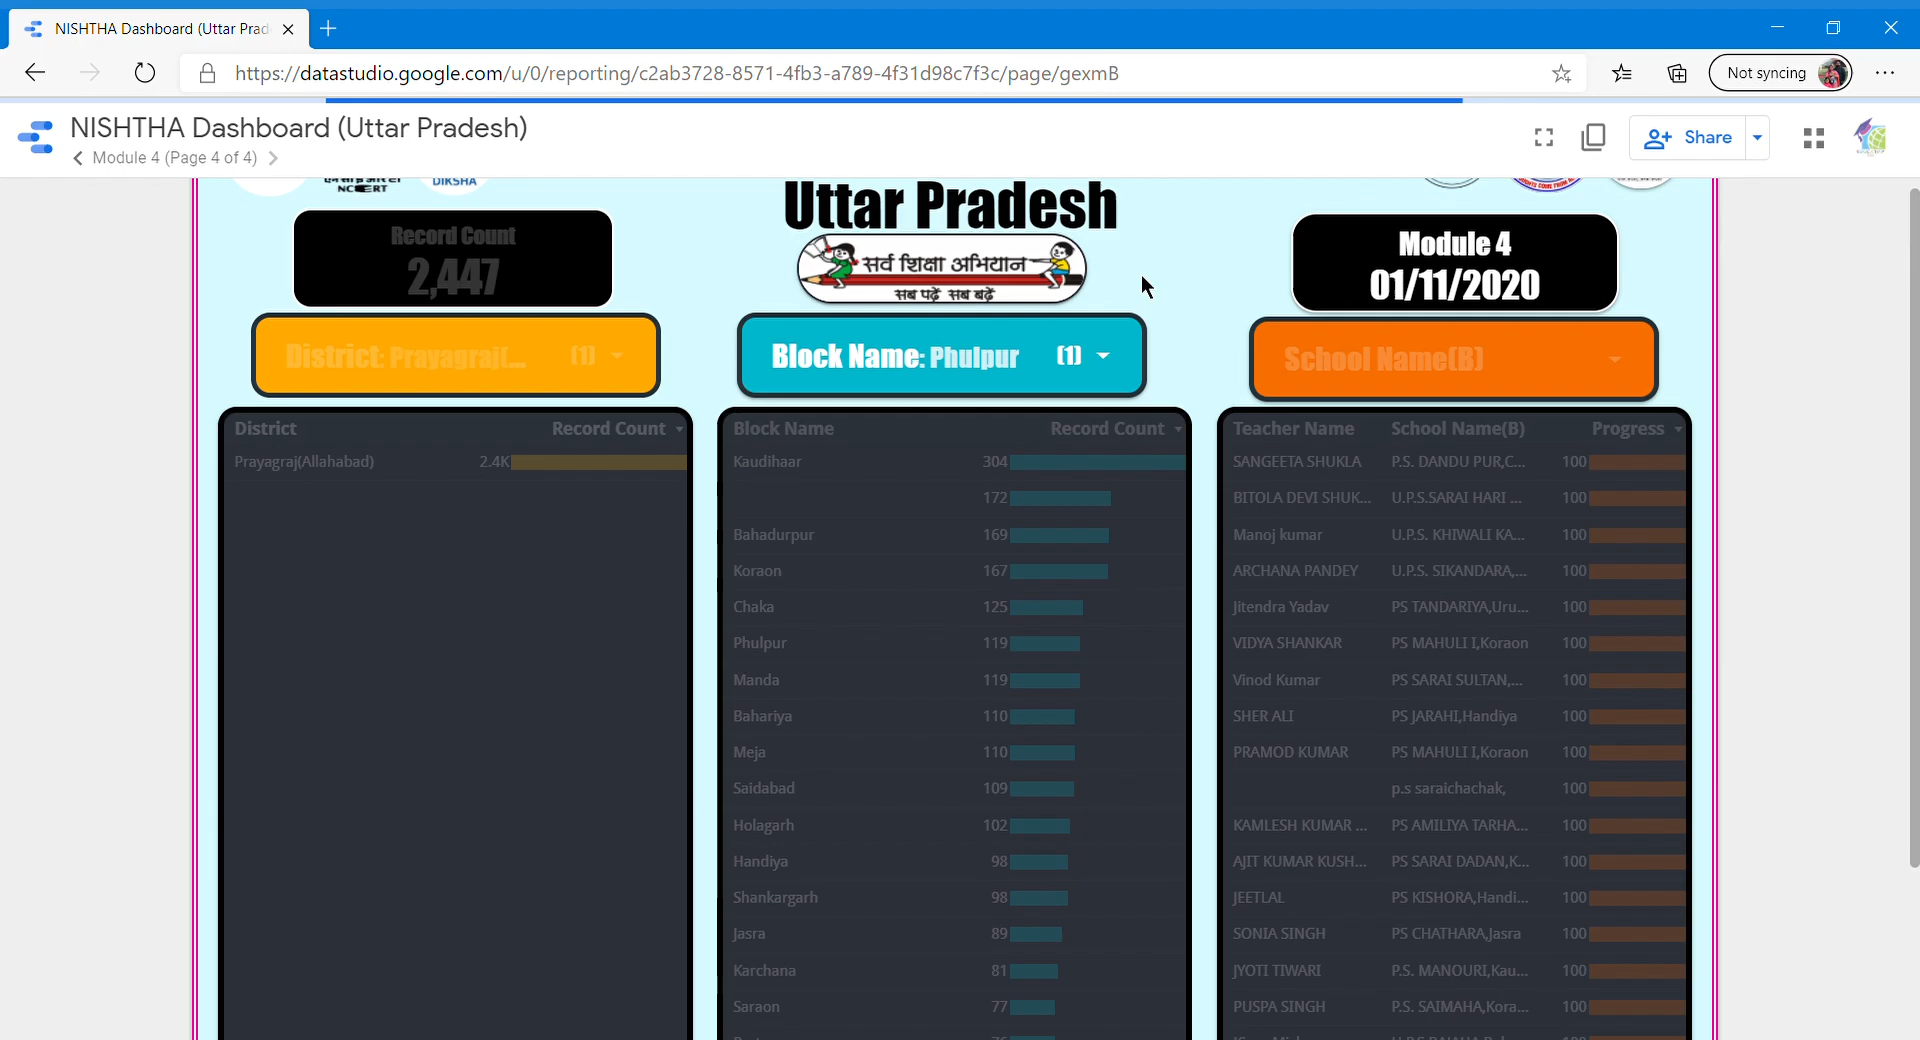 NISHTHA Dashboard (Uttar Prad
https://datastudio.google.com/u/0/reporting/c2ab3728-8571-4fb3-a789-4f31d98c7f3c/page/gexmB
Not syncing
NISHTHA Dashboard (Uttar Pradesh)
Module 4 (Page 4 of 4)
Share
NCERT
DIKSHA
Uttar Pradesh
सर्व शिक्षा अभियान
सब पढ़ें सब बढ़ें
Record Count
2,447
Module 4
01/11/2020
District: Prayagraj(... (1)
Block Name: Phulpur (1)
School Name(B)
District Record Count
Prayagraj(Allahabad) 2.4K
Block Name Record Count
Kaudihaar 304
172
Bahadurpur 169
Koraon 167
Chaka 125
Phulpur 119
Manda 119
Bahariya 110
Meja 110
Saidabad 109
Holagarh 102
Handiya 98
Shankargarh 98
Jasra 89
Karchana 81
Saraon 77
Teacher Name School Name(B) Progress
SANGEETA SHUKLA P.S. DANDU PUR,C... 100
BITOLA DEVI SHUK... U.P.S.SARAI HARI ... 100
Manoj kumar U.P.S. KHIWALI KA... 100
ARCHANA PANDEY U.P.S. SIKANDARA,... 100
Jitendra Yadav PS TANDARIYA,Uru... 100
VIDYA SHANKAR PS MAHULI I,Koraon 100
Vinod Kumar PS SARAI SULTAN,... 100
SHER ALI PS JARAHI,Handiya 100
PRAMOD KUMAR PS MAHULI I,Koraon 100
p.s saraichachak, 100
KAMLESH KUMAR ... PS AMILIYA TARHA... 100
AJIT KUMAR KUSH... PS SARAI DADAN,K... 100
JEETLAL PS KISHORA,Handi... 100
SONIA SINGH PS CHATHARA,Jasra 100
JYOTI TIWARI P.S. MANOURI,Kau... 100
PUSPA SINGH P.S. SAIMAHA,Kora... 100